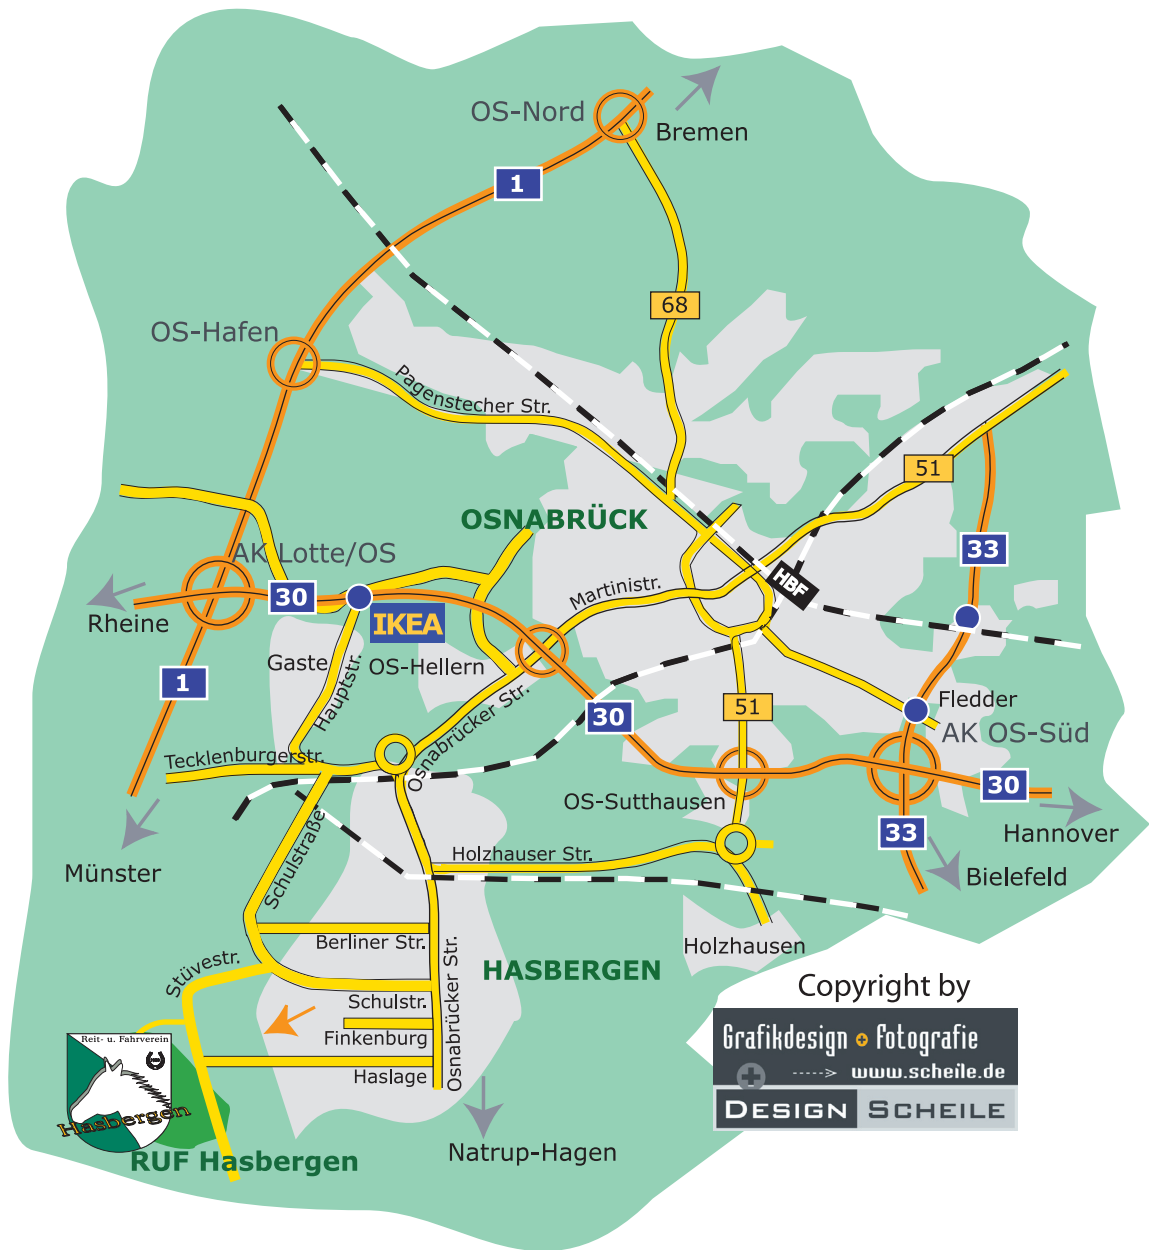 OS-Nord
Bremen
1
68
OS-Hafen
Pagenstecher Str.
51
OSNABRÜCK
33
AK Lotte/OS
30
Rheine
IKEA
Martinistr.
HBF
Gaste
Hauptstr.
OS-Hellern
1
Osnabrücker Str.
30
51
Fledder
AK OS-Süd
Tecklenburgerstr.
OS-Sutthausen
30
Hannover
33
Münster
Schulstraße
Holzhauser Str.
Bielefeld
Berliner Str.
Holzhausen
Stüvestr.
HASBERGEN
Osnabrücker Str.
Schulstr.
Finkenburg
Haslage
Copyright by
Grafikdesign + fotografie
-----> www.scheile.de
DESIGN SCHEILE
Reit- u. Fahrverein
Hasbergen
RUF Hasbergen
Natrup-Hagen